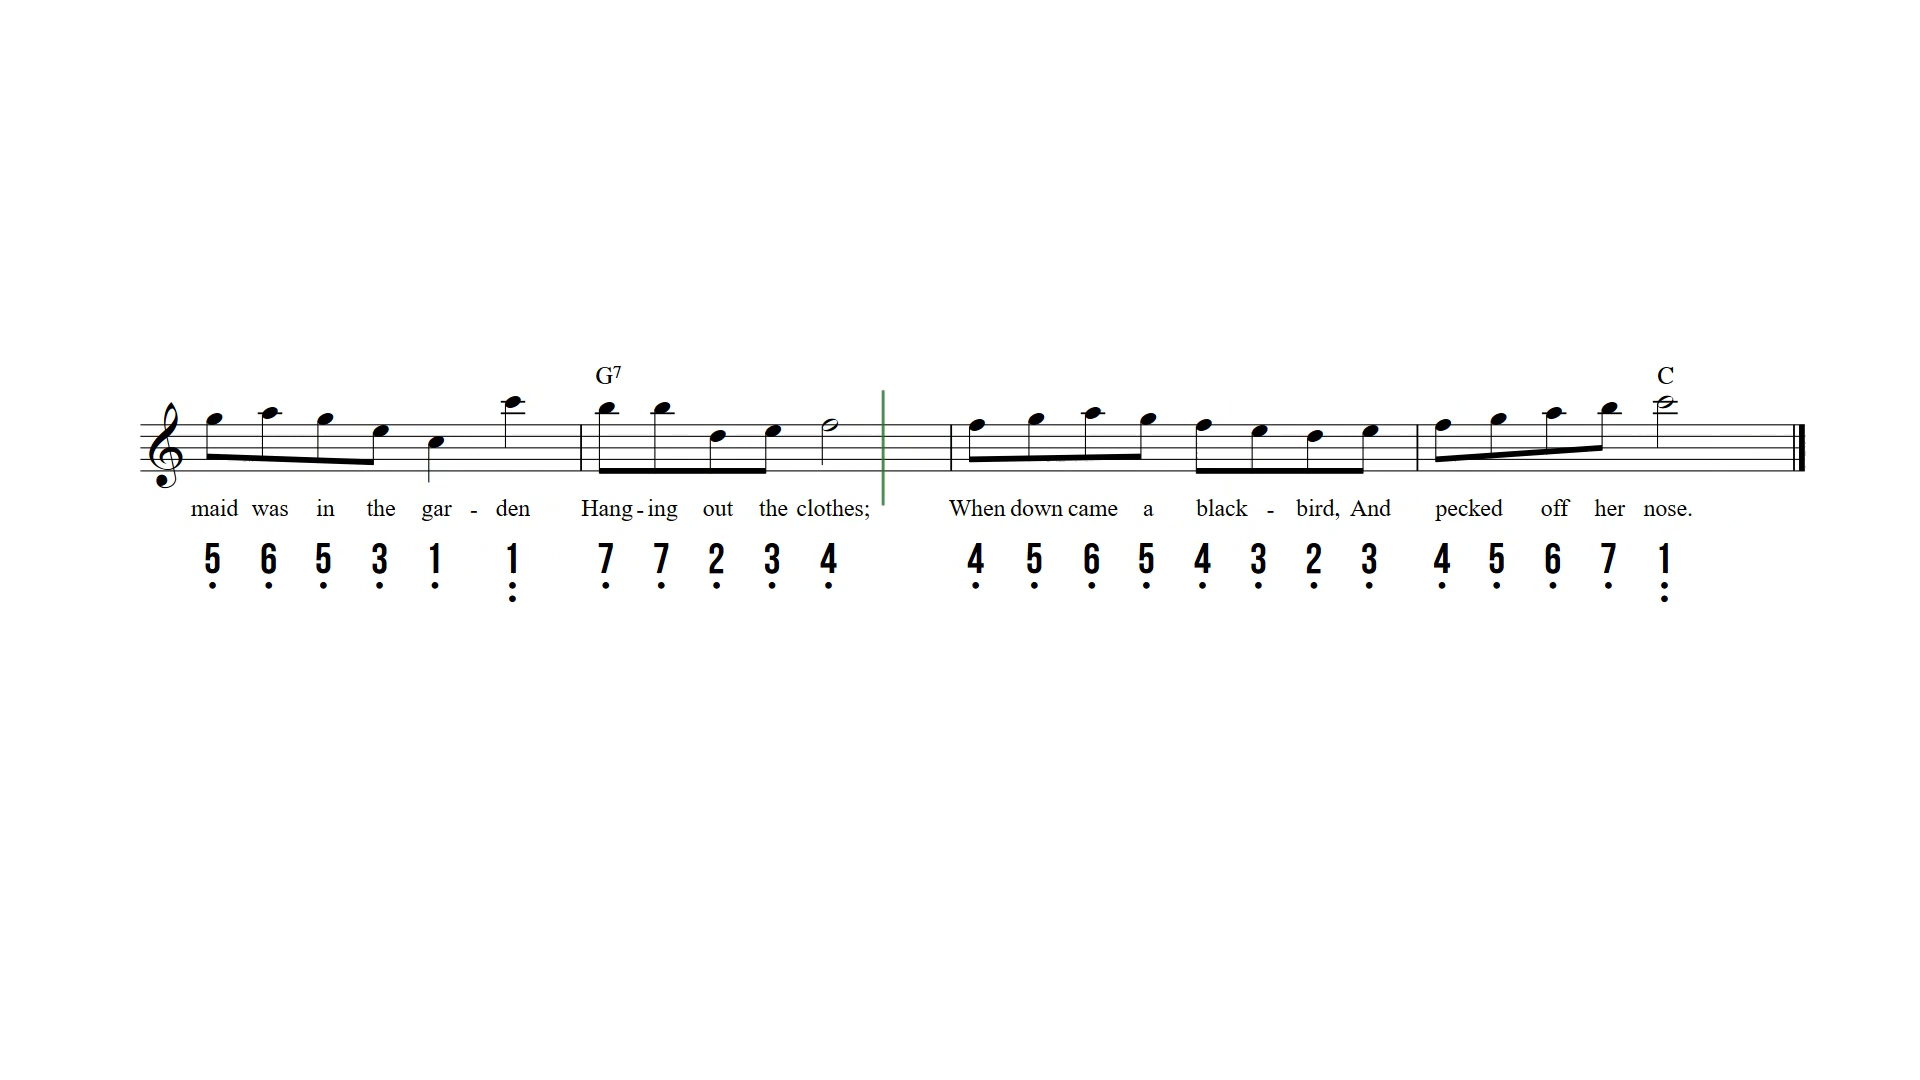 G7 C
maid was in the gar - den Hang - ing out the clothes; When down came a black - bird, And pecked off her nose.
5 6 5 3 1 1 7 7 2 3 4 4 5 6 5 4 3 2 3 4 5 6 7 1